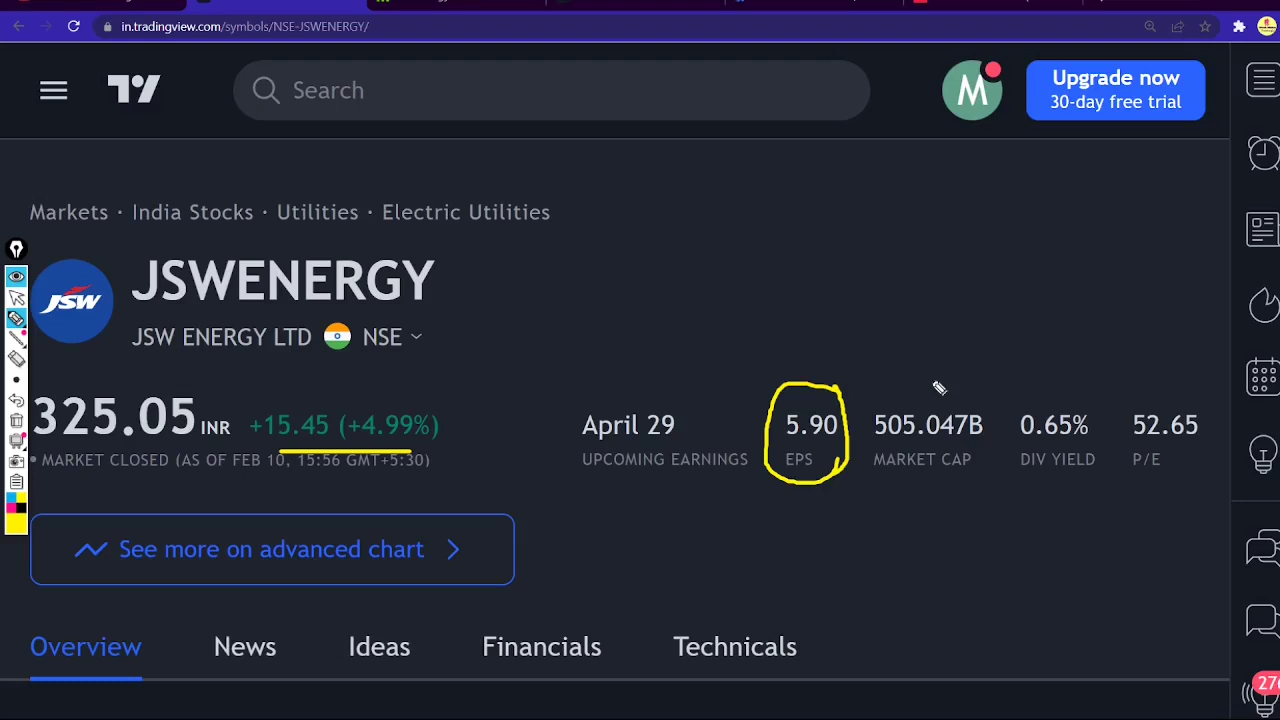 in.tradingview.com/symbols/NSE-JSWENERGY/
Search
M
Upgrade now
30-day free trial
Markets · India Stocks · Utilities · Electric Utilities
JSW
JSWENERGY
JSW ENERGY LTD NSE
325.05 INR +15.45 (+4.99%)
• MARKET CLOSED (AS OF FEB 10, 15:56 GMT+5:30)
April 29 5.90 505.047B 0.65% 52.65
UPCOMING EARNINGS EPS MARKET CAP DIV YIELD P/E
See more on advanced chart
Overview News Ideas Financials Technicals